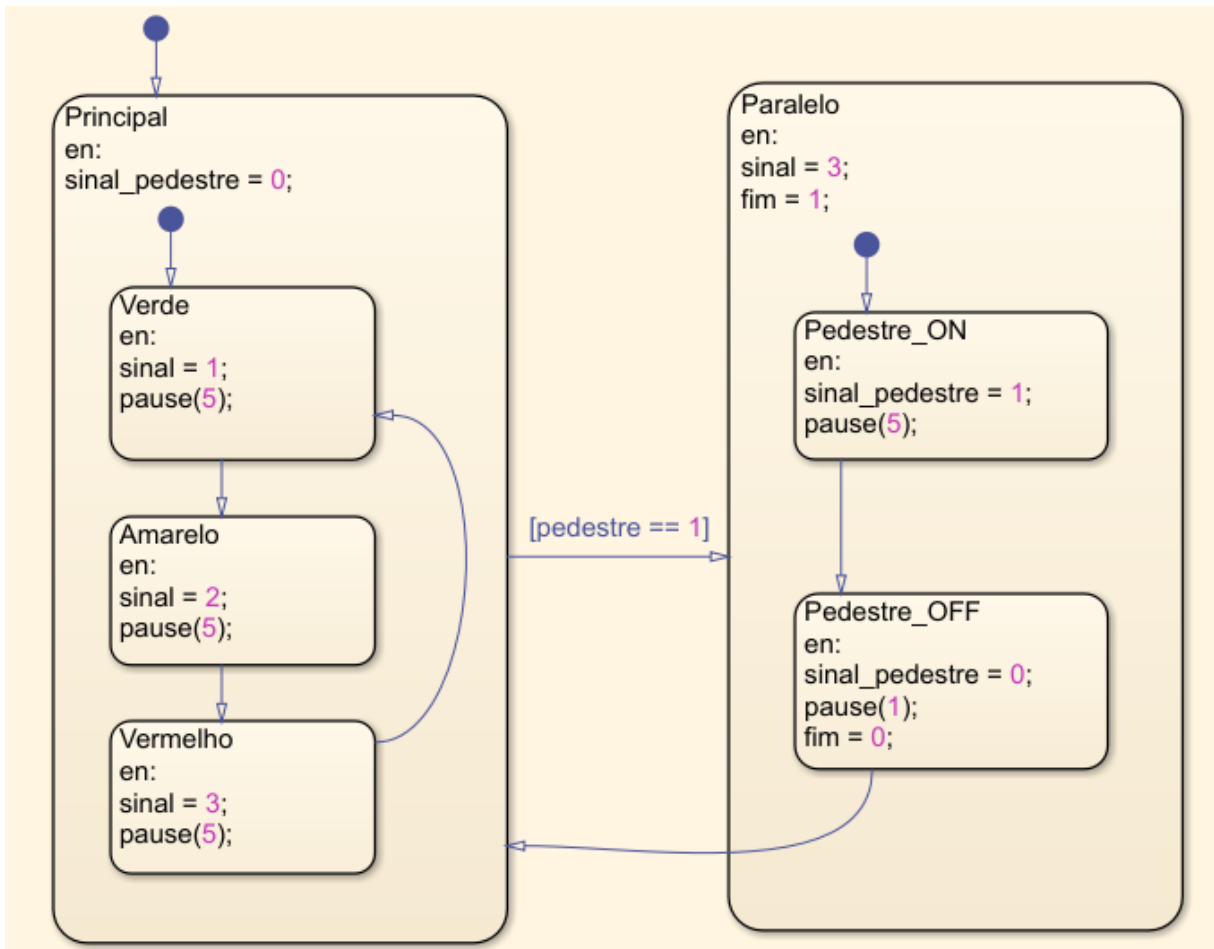 Principal
en:
sinal_pedestre = 0;
Verde
en:
sinal = 1;
pause(5);
Amarelo
en:
sinal = 2;
pause(5);
Vermelho
en:
sinal = 3;
pause(5);
[pedestre == 1]
Paralelo
en:
sinal = 3;
fim = 1;
Pedestre_ON
en:
sinal_pedestre = 1;
pause(5);
Pedestre_OFF
en:
sinal_pedestre = 0;
pause(1);
fim = 0;